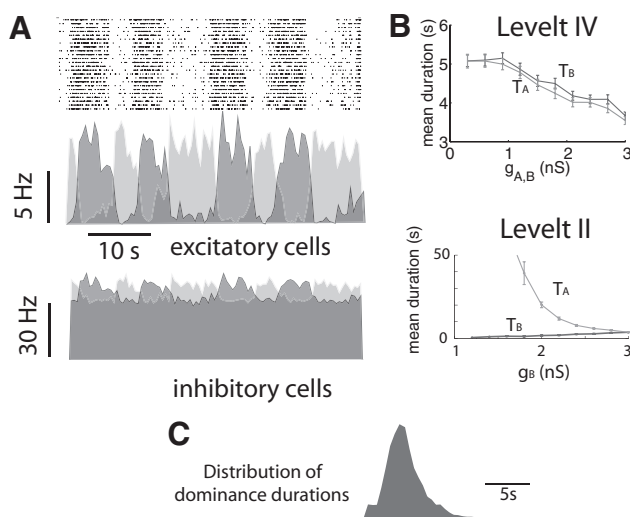 A
5 Hz
10 s
excitatory cells
30 Hz
inhibitory cells
B
Levelt IV
mean duration (s)
6
5
4
3
T_B
T_A
0 1 2 3
g_A,B (nS)
Levelt II
mean duration (s)
50
0
T_A
T_B
1 2 3
g_B (nS)
C
Distribution of
dominance durations
5s